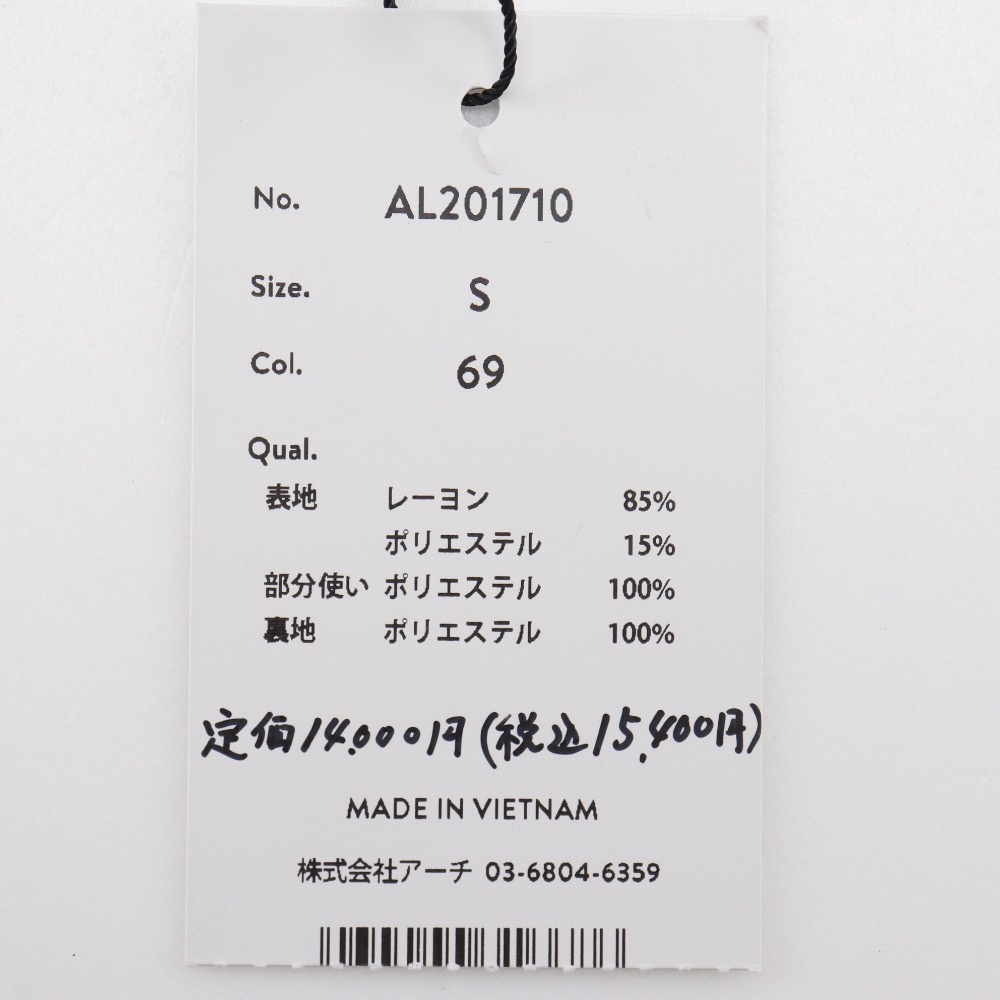 No. AL201710
Size. S
Col. 69
Qual.
表地 レーヨン 85%
ポリエステル 15%
部分使い ポリエステル 100%
裏地 ポリエステル 100%
定価14,000円(税込15,400円)
MADE IN VIETNAM
株式会社アーチ 03-6804-6359